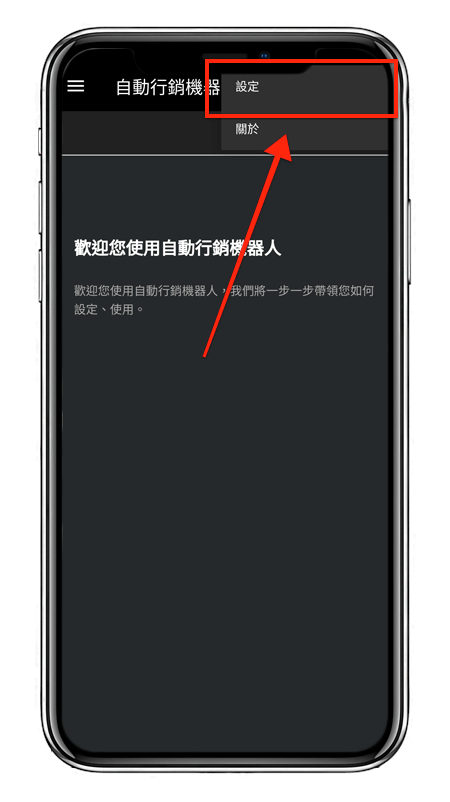 自動行銷機器
設定
關於
歡迎您使用自動行銷機器人
歡迎您使用自動行銷機器人，我們將一步一步帶領您如何
設定、使用。